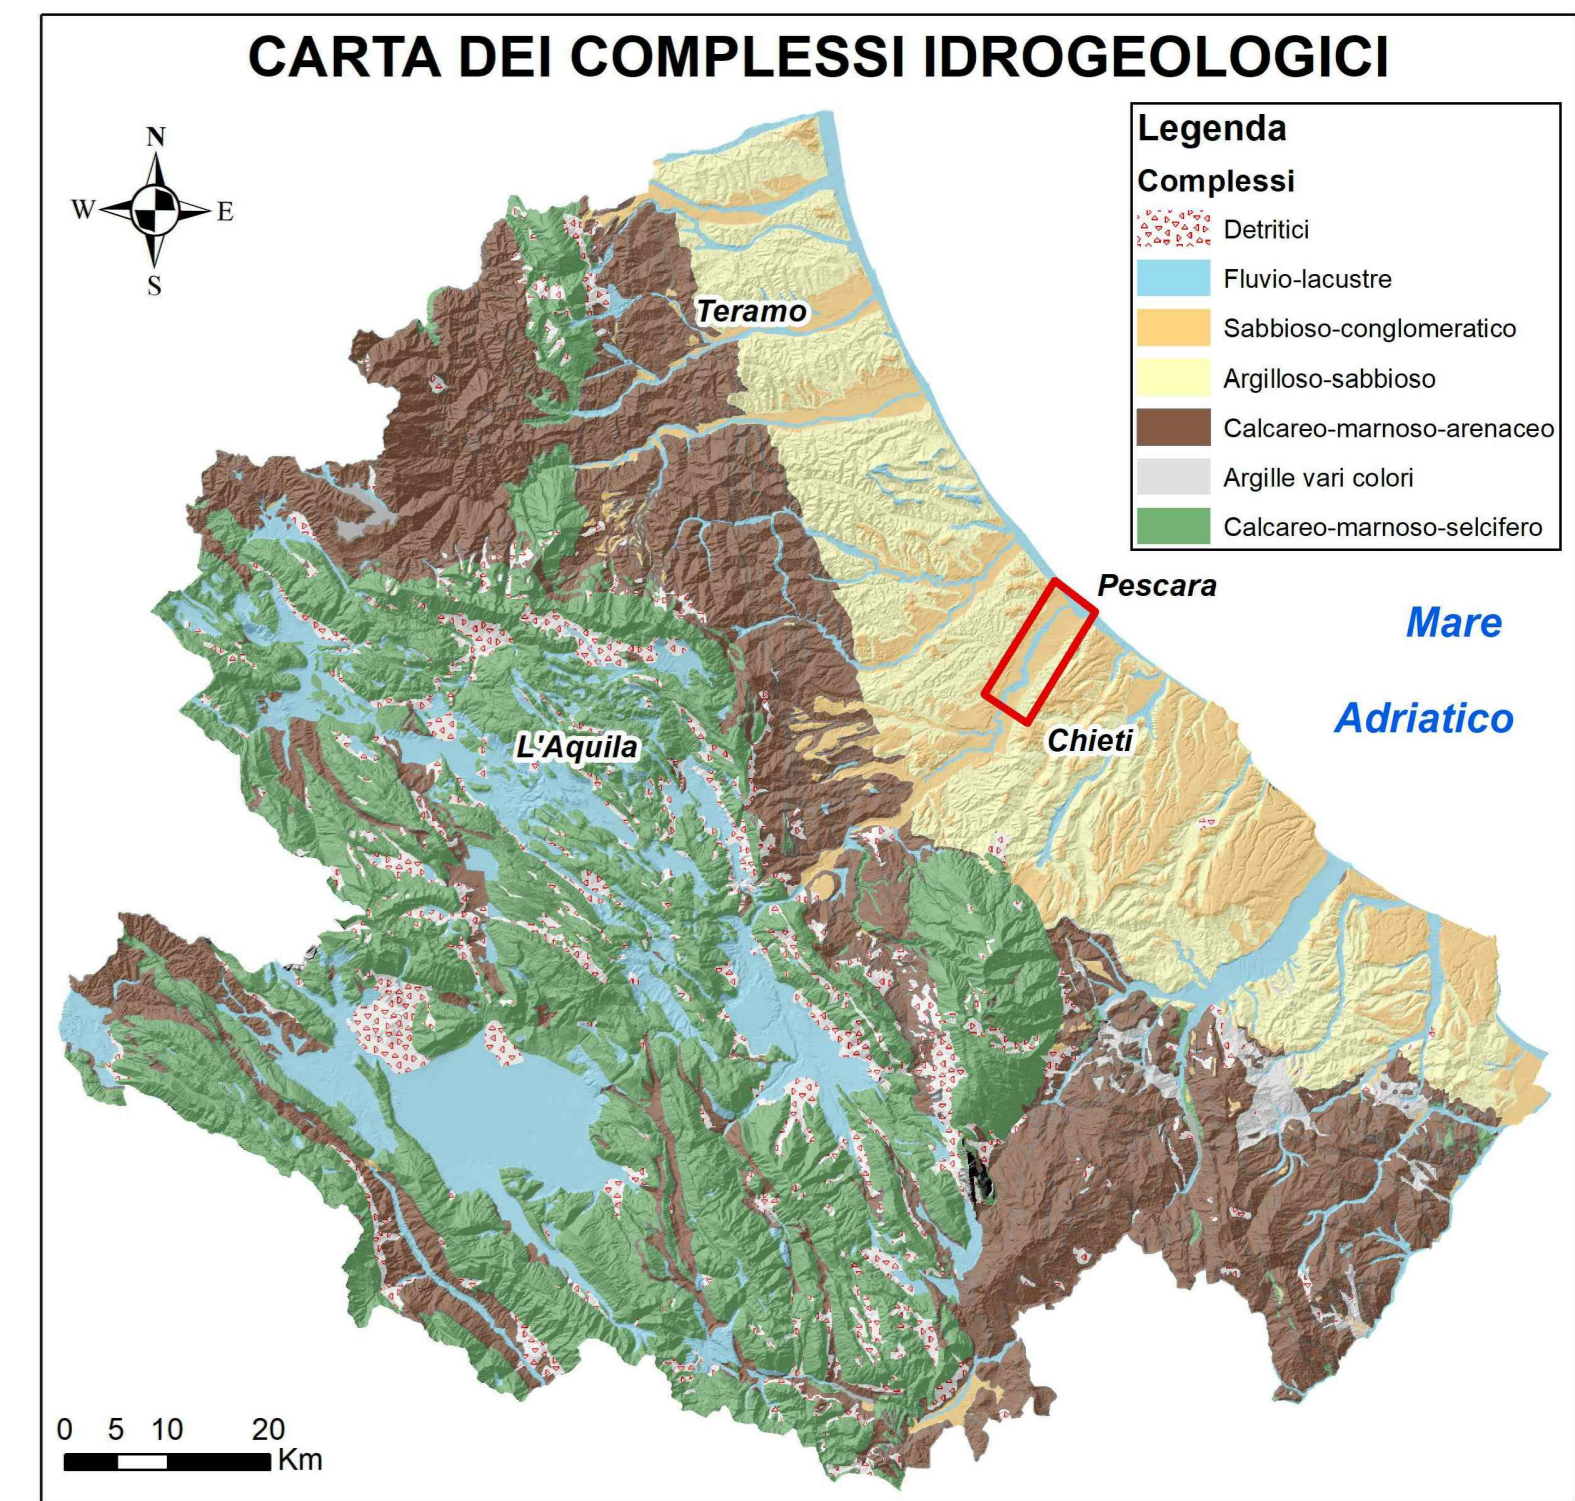 CARTA DEI COMPLESSI IDROGEOLOGICI
N
W
E
S
Legenda
Complessi
Detritici
Fluvio-lacustre
Sabbioso-conglomeratico
Argilloso-sabbioso
Calcareo-marnoso-arenaceo
Argille vari colori
Calcareo-marnoso-selcifero
Teramo
Pescara
Mare
Adriatico
L'Aquila
Chieti
0 5 10 20
Km